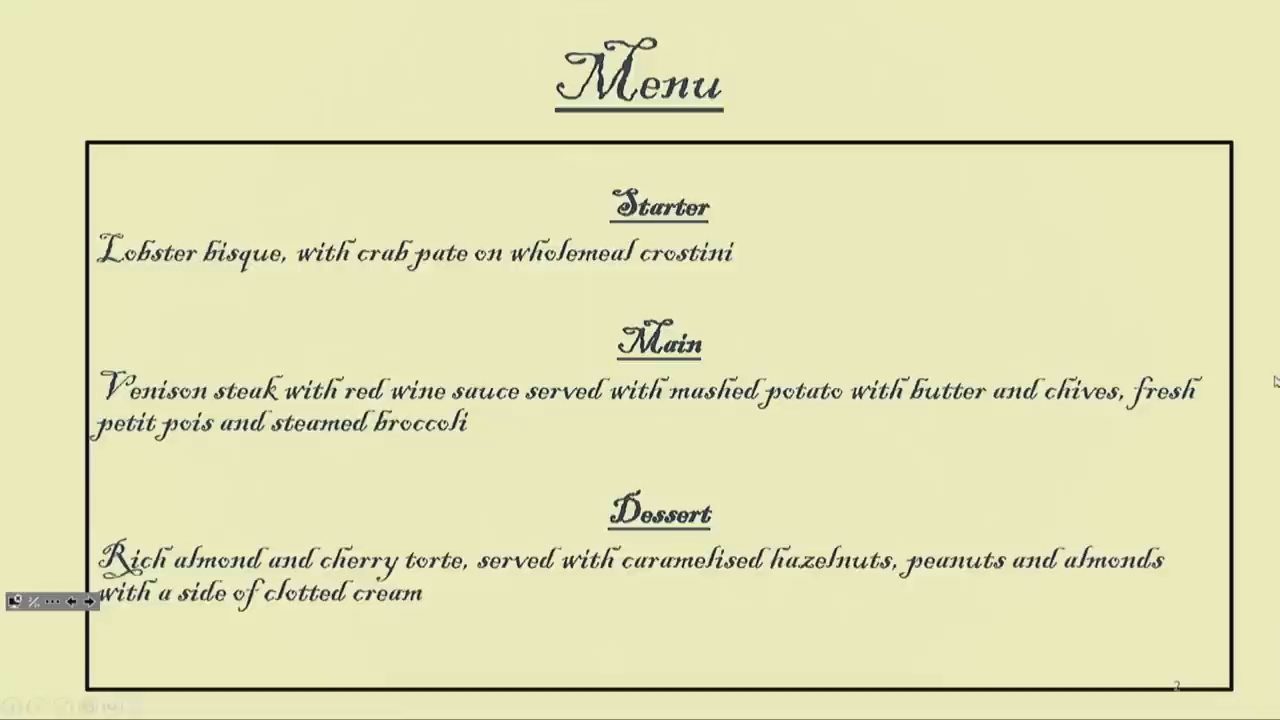 Menu
Starter
Lobster bisque, with crab pate on wholemeal crostini
Main
Venison steak with red wine sauce served with mashed potato with butter and chives, fresh
petit pois and steamed broccoli
Dessert
Rich almond and cherry torte, served with caramelised hazelnuts, peanuts and almonds
with a side of clotted cream
2